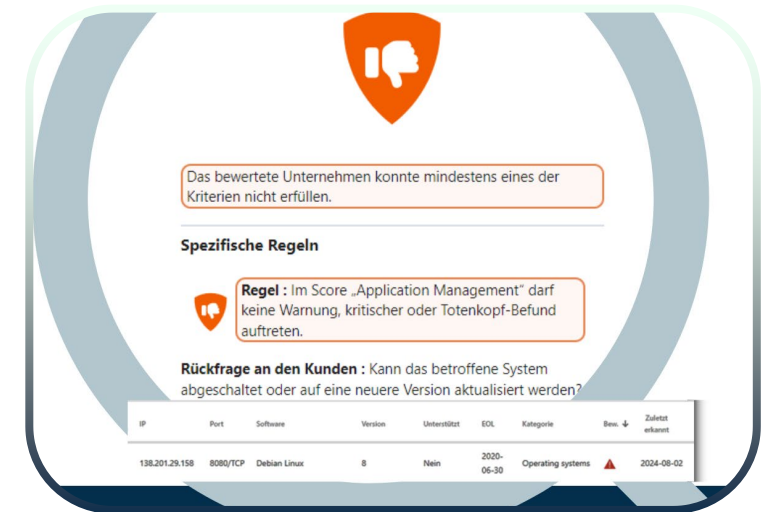 Das bewertete Unternehmen konnte mindestens eines der
Kriterien nicht erfüllen.
Spezifische Regeln
Regel : Im Score „Application Management“ darf
keine Warnung, kritischer oder Totenkopf-Befund
auftreten.
Rückfrage an den Kunden : Kann das betroffene System
abgeschaltet oder auf eine neuere Version aktualisiert werden?
IP Port Software Version Unterstützt EOL Kategorie Bew. ↓ Zuletzt
erkannt
138.201.29.158 8080/TCP Debian Linux 8 Nein 2020-
06-30 Operating systems 2024-08-02